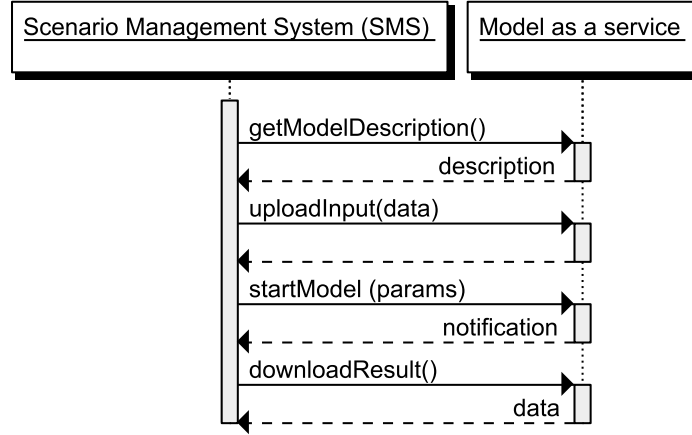 Scenario Management System (SMS)
Model as a service
getModelDescription()
description
uploadInput(data)
startModel (params)
notification
downloadResult()
data